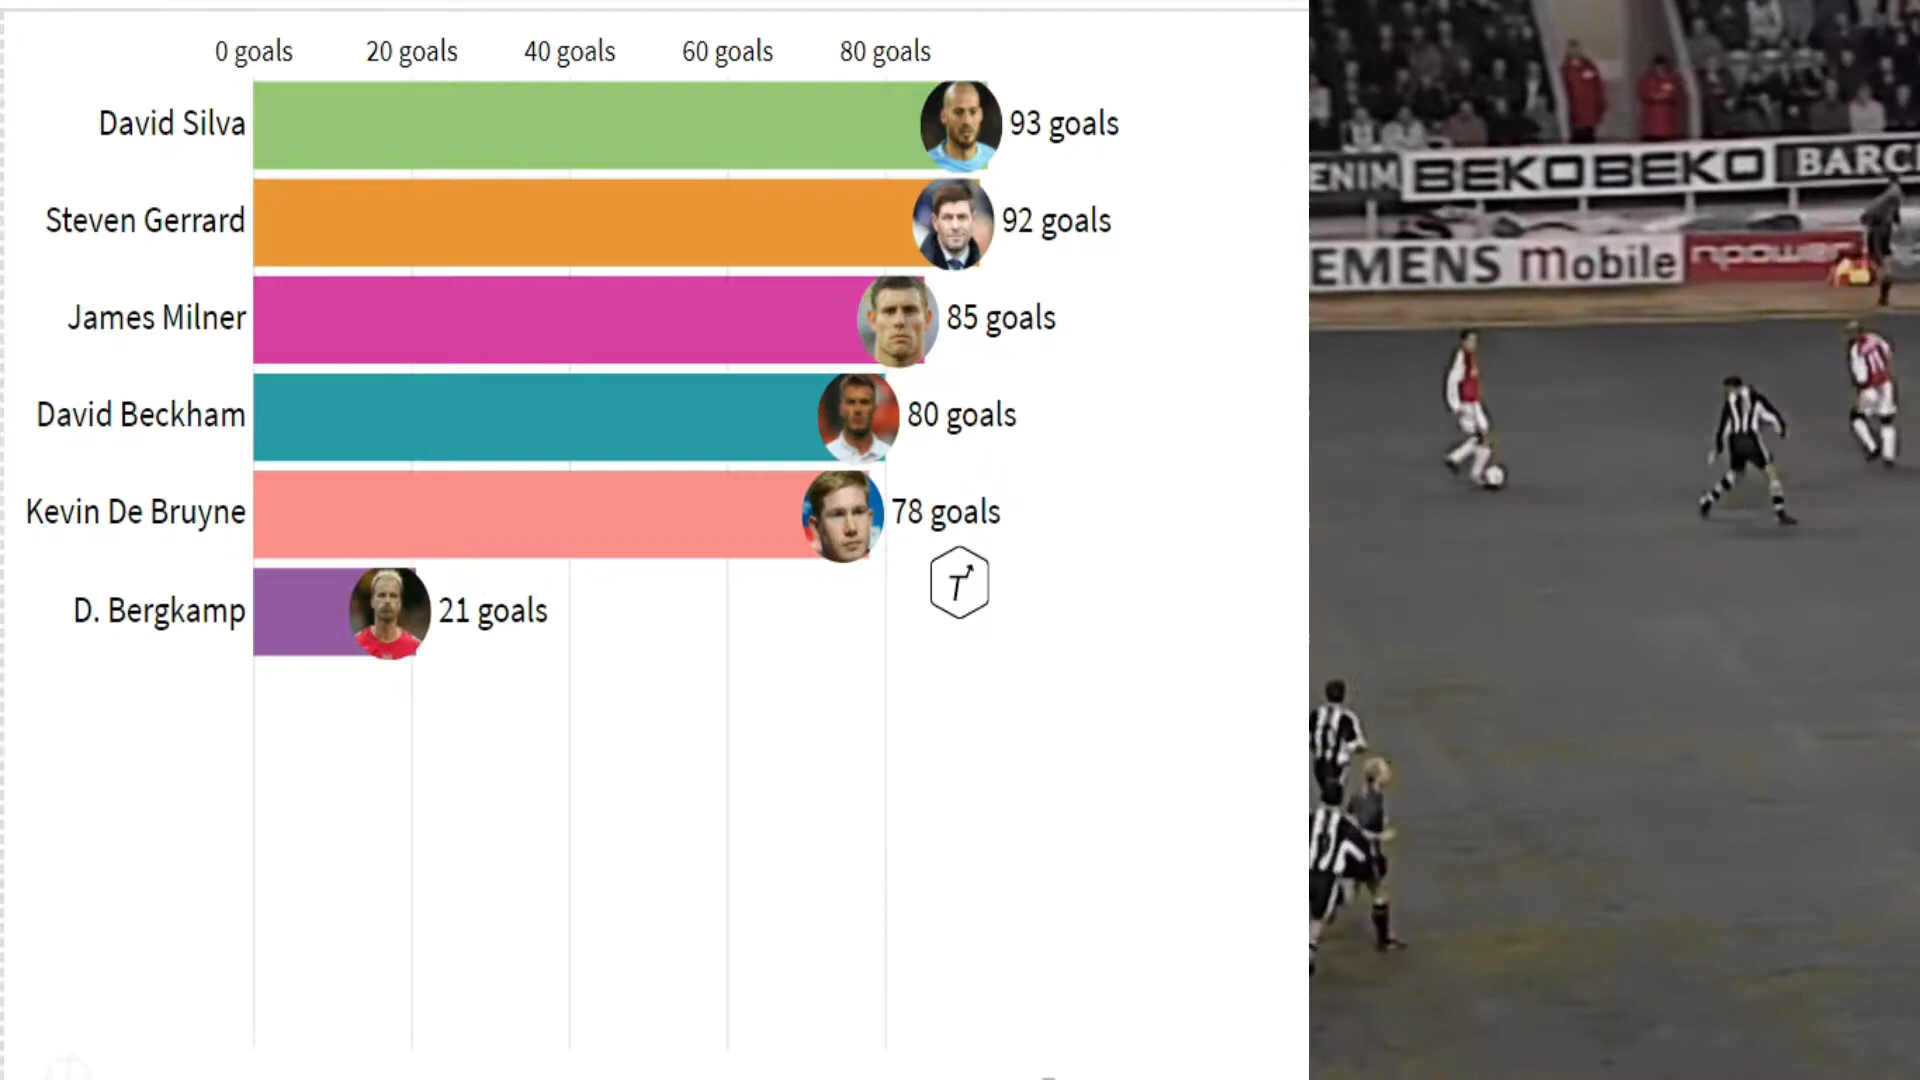 0 goals 20 goals 40 goals 60 goals 80 goals
David Silva 93 goals
Steven Gerrard 92 goals
James Milner 85 goals
David Beckham 80 goals
Kevin De Bruyne 78 goals
D. Bergkamp 21 goals
T
ENIM BEKO BEKO BARC
EMENS mobile npower